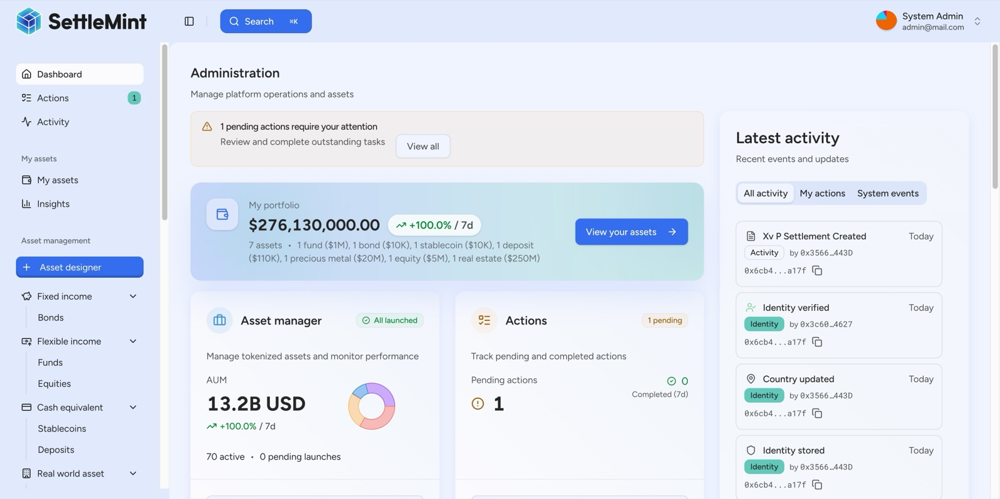 SettleMint
Search ⌘K
System Admin
admin@mail.com
Dashboard
Actions 1
Activity
My assets
My assets
Insights
Asset management
Asset designer
Fixed income
Bonds
Flexible income
Funds
Equities
Cash equivalent
Stablecoins
Deposits
Real world asset
Administration
Manage platform operations and assets
1 pending actions require your attention
Review and complete outstanding tasks
View all
My portfolio
$276,130,000.00 +100.0% / 7d
7 assets • 1 fund ($1M), 1 bond ($10K), 1 stablecoin ($10K), 1 deposit
($110K), 1 precious metal ($20M), 1 equity ($5M), 1 real estate ($250M)
View your assets
Asset manager All launched
Manage tokenized assets and monitor performance
AUM
13.2B USD
+100.0% / 7d
70 active • 0 pending launches
Actions 1 pending
Track pending and completed actions
Pending actions
1
0
Completed (7d)
Latest activity
Recent events and updates
All activity My actions System events
Xv P Settlement Created Today
Activity by 0x3566…443D
0x6cb4...a17f
Identity verified Today
Identity by 0x3c60…4627
0x6cb4...a17f
Country updated Today
Identity by 0x3566…443D
0x6cb4...a17f
Identity stored Today
Identity by 0x3566…443D
0x6cb4...a17f